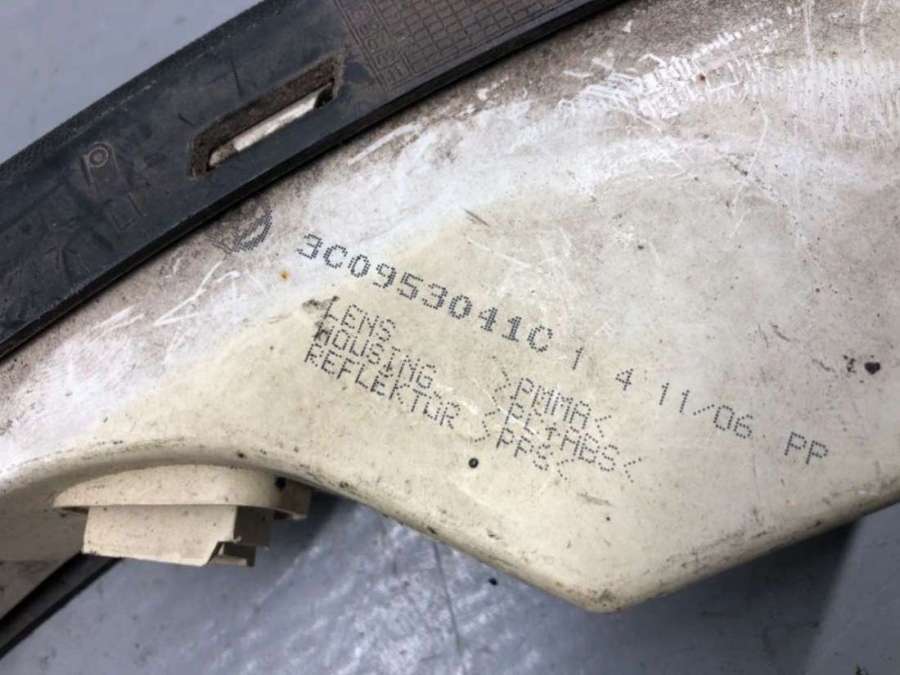 3C0953041C 1 4 11/06 PP
LENS >PMMA<
HOUSING >PC+ABS<
REFLEKTOR >PPS<